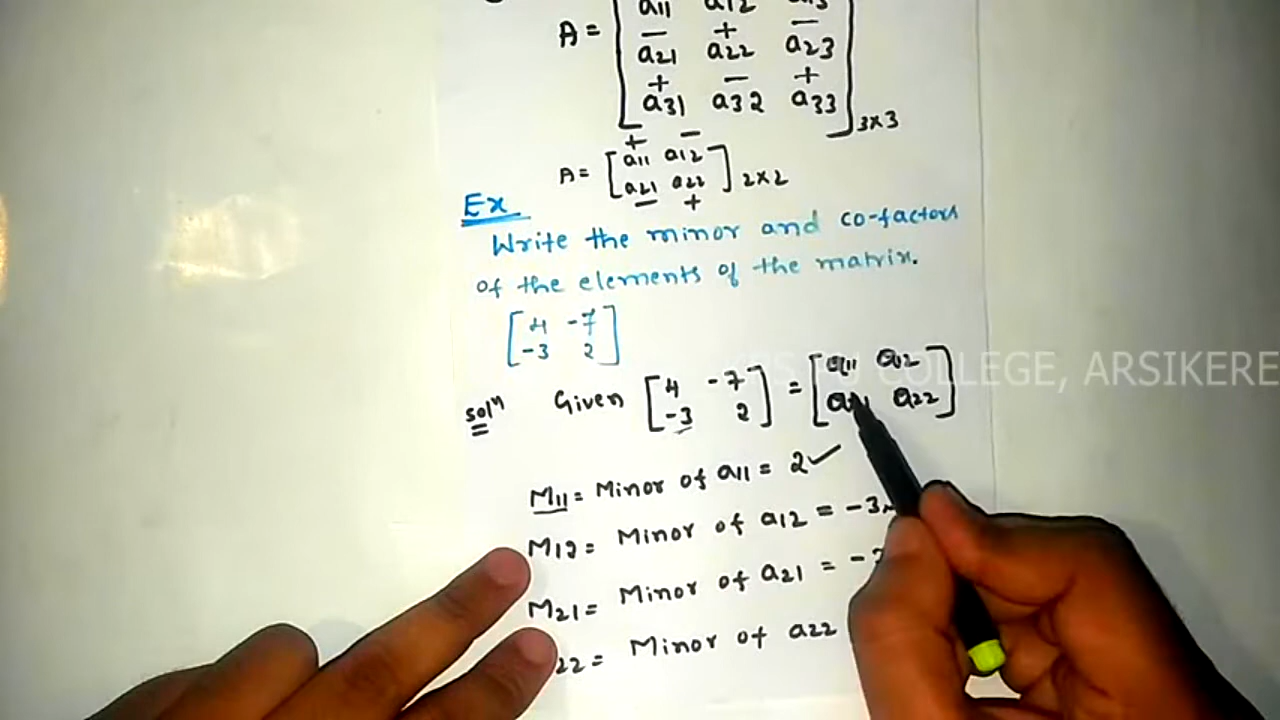 a11 a12 a13
A =
− + −
a21 a22 a23
+ − +
a31 a32 a33
3×3
+ −
A = [a11 a12
a21 a22] 2×2
− +
Ex
Write the minor and co-factors
of the elements of the matrix.
[4 -7
-3 2]
Solⁿ Given [4 -7 = [a11 a12
-3 2] a21 a22]
COLLEGE, ARSIKERE
M11 = Minor of a11 = 2 ✓
M12 = Minor of a12 = -3
M21 = Minor of a21 = -7
22 = Minor of a22